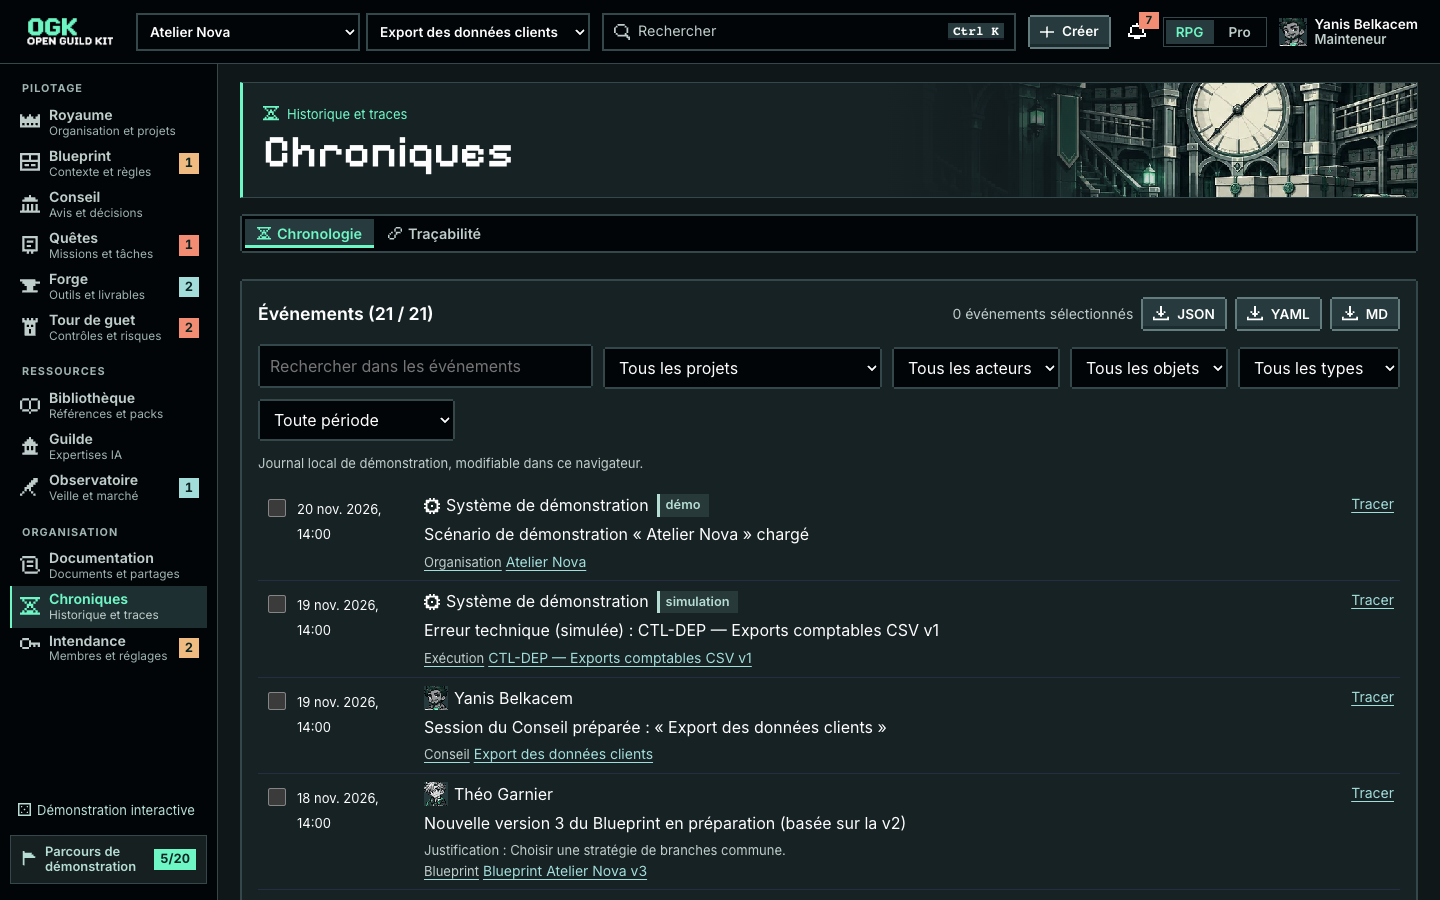 OGK
OPEN GUILD KIT
Atelier Nova
Export des données clients
Rechercher
Ctrl K
Créer
7
RPG
Pro
Yanis Belkacem
Mainteneur
PILOTAGE
Royaume
Organisation et projets
Blueprint
Contexte et règles
1
Conseil
Avis et décisions
Quêtes
Missions et tâches
1
Forge
Outils et livrables
2
Tour de guet
Contrôles et risques
2
RESSOURCES
Bibliothèque
Références et packs
Guilde
Expertises IA
Observatoire
Veille et marché
1
ORGANISATION
Documentation
Documents et partages
Chroniques
Historique et traces
Intendance
Membres et réglages
2
Démonstration interactive
Parcours de
démonstration
5/20
Historique et traces
Chroniques
Chronologie
Traçabilité
Événements (21 / 21)
0 événements sélectionnés
JSON
YAML
MD
Rechercher dans les événements
Tous les projets
Tous les acteurs
Tous les objets
Tous les types
Toute période
Journal local de démonstration, modifiable dans ce navigateur.
20 nov. 2026,
14:00
Système de démonstration
démo
Tracer
Scénario de démonstration « Atelier Nova » chargé
Organisation Atelier Nova
19 nov. 2026,
14:00
Système de démonstration
simulation
Tracer
Erreur technique (simulée) : CTL-DEP — Exports comptables CSV v1
Exécution CTL-DEP — Exports comptables CSV v1
19 nov. 2026,
14:00
Yanis Belkacem
Tracer
Session du Conseil préparée : « Export des données clients »
Conseil Export des données clients
18 nov. 2026,
14:00
Théo Garnier
Tracer
Nouvelle version 3 du Blueprint en préparation (basée sur la v2)
Justification : Choisir une stratégie de branches commune.
Blueprint Blueprint Atelier Nova v3